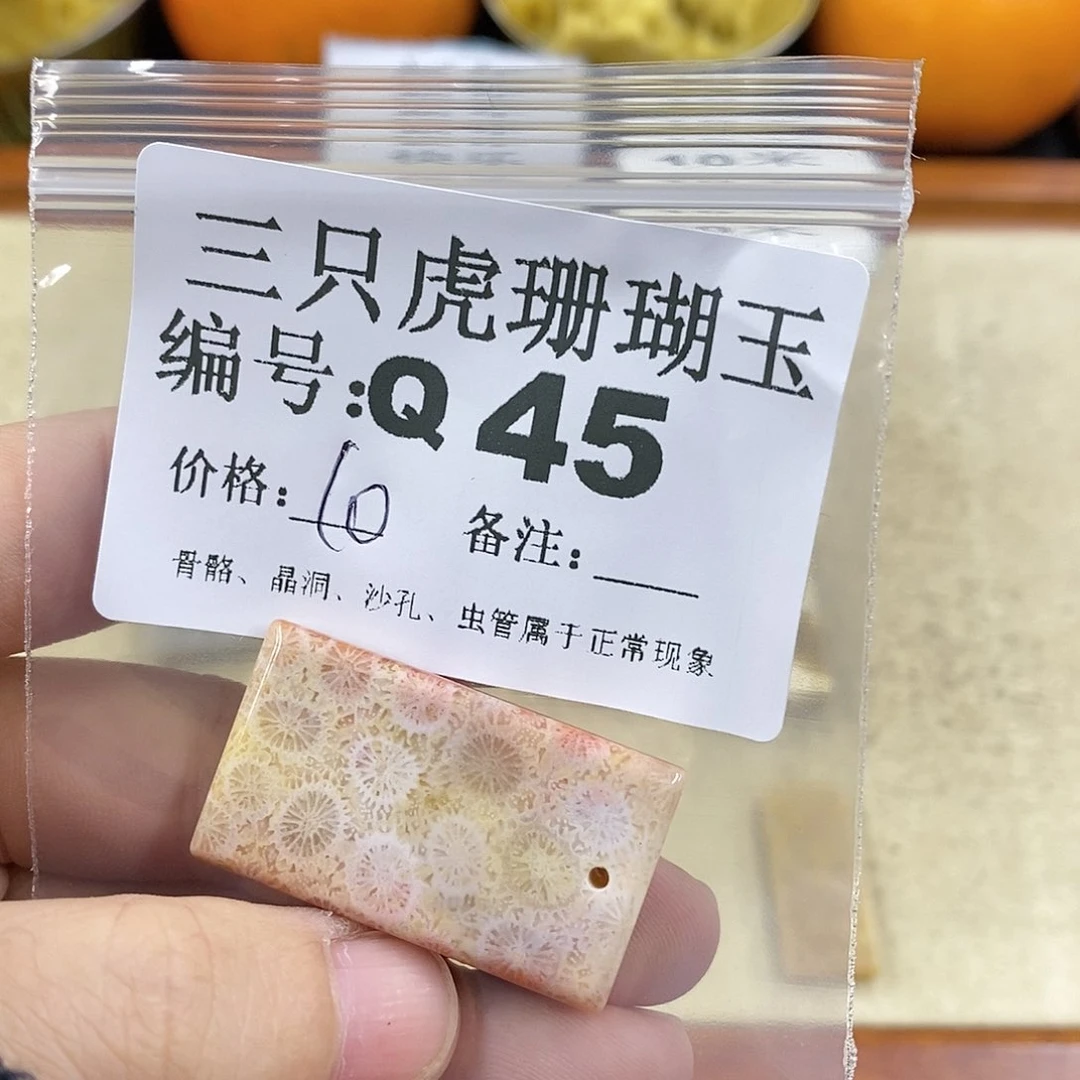 三只虎珊瑚玉
编号:Q 45
价格: 60 备注:
骨骼、晶洞、沙孔、虫管属于正常现象